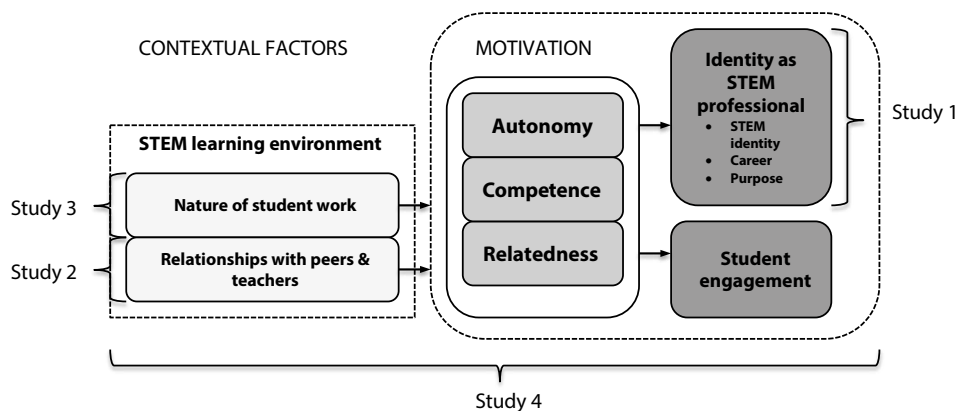 CONTEXTUAL FACTORS
MOTIVATION
STEM learning environment
Study 3
Nature of student work
Study 2
Relationships with peers &
teachers
Autonomy
Competence
Relatedness
Identity as
STEM
professional
• STEM
identity
• Career
• Purpose
Study 1
Student
engagement
Study 4